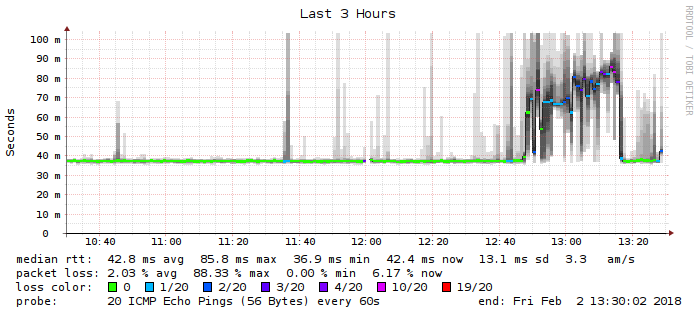 Last 3 Hours
RRDTOOL / TOBI OETIKER
Seconds
100 m
90 m
80 m
70 m
60 m
50 m
40 m
30 m
20 m
10 m
0
10:40 11:00 11:20 11:40 12:00 12:20 12:40 13:00 13:20
median rtt: 42.8 ms avg 85.8 ms max 36.9 ms min 42.4 ms now 13.1 ms sd 3.3 am/s
packet loss: 2.03 % avg 88.33 % max 0.00 % min 6.17 % now
loss color: 0 1/20 2/20 3/20 4/20 10/20 19/20
probe: 20 ICMP Echo Pings (56 Bytes) every 60s end: Fri Feb 2 13:30:02 2018